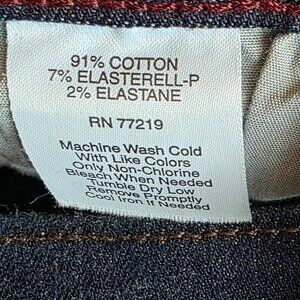 91% COTTON
7% ELASTERELL-P
2% ELASTANE
RN 77219
Machine Wash Cold
With Like Colors
Only Non-Chlorine
Bleach When Needed
Tumble Dry Low
Remove Promptly
Cool Iron If Needed